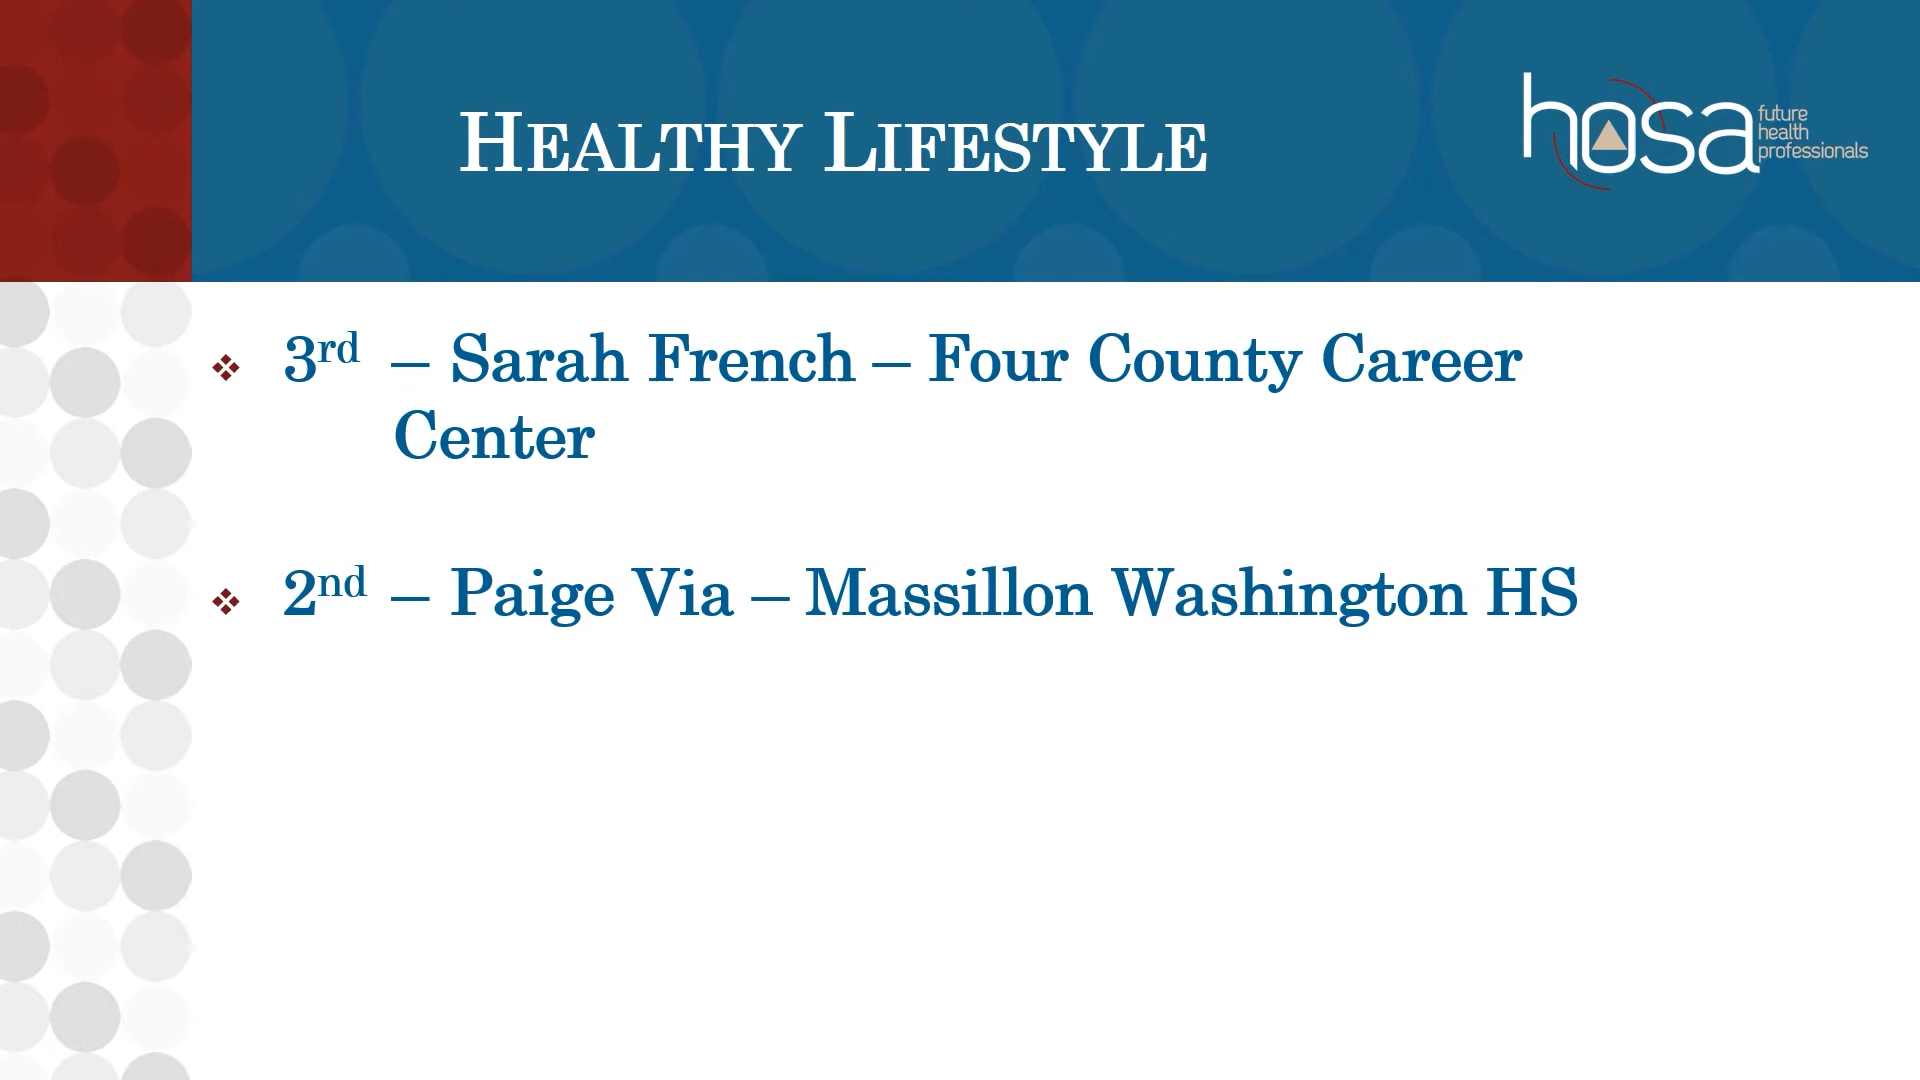 HEALTHY LIFESTYLE
hosa
future
health
professionals
❖ 3rd – Sarah French – Four County Career
Center
❖ 2nd – Paige Via – Massillon Washington HS